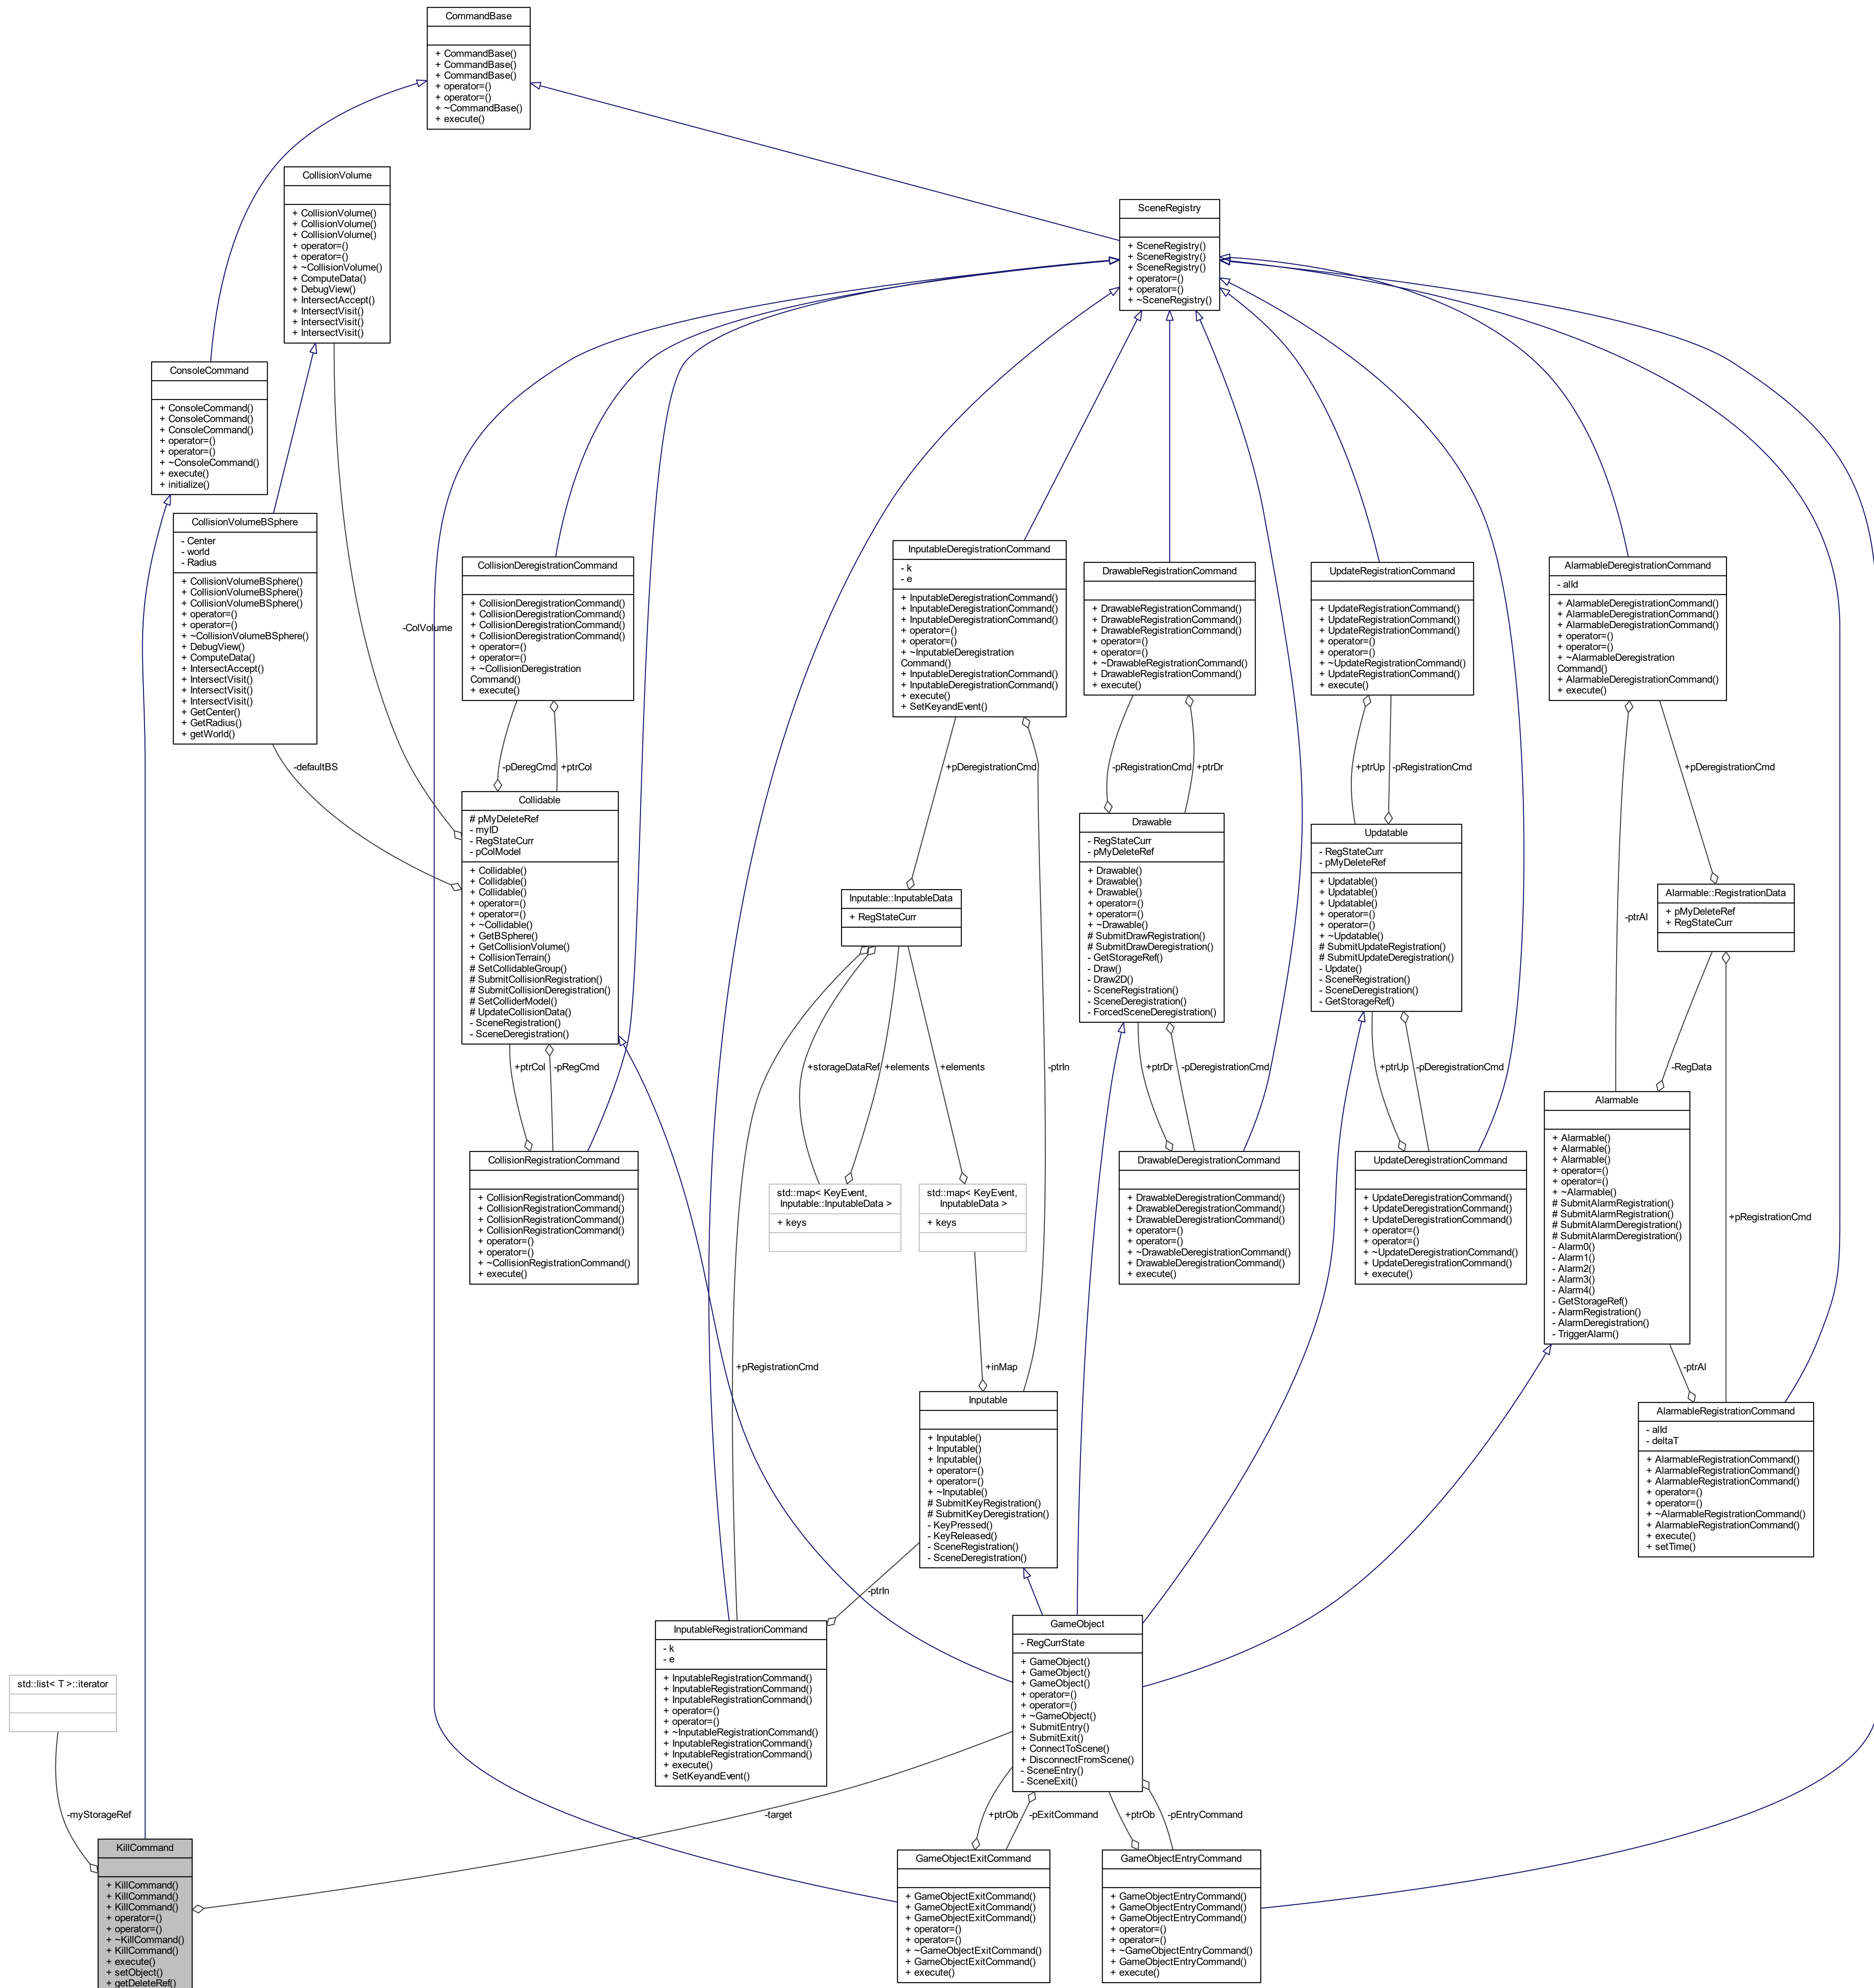 CommandBase
+ CommandBase()
+ CommandBase()
+ CommandBase()
+ operator=()
+ operator=()
+ ~CommandBase()
+ execute()
CollisionVolume
+ CollisionVolume()
+ CollisionVolume()
+ CollisionVolume()
+ operator=()
+ operator=()
+ ~CollisionVolume()
+ ComputeData()
+ DebugView()
+ IntersectAccept()
+ IntersectVisit()
+ IntersectVisit()
+ IntersectVisit()
SceneRegistry
+ SceneRegistry()
+ SceneRegistry()
+ SceneRegistry()
+ operator=()
+ operator=()
+ ~SceneRegistry()
ConsoleCommand
+ ConsoleCommand()
+ ConsoleCommand()
+ ConsoleCommand()
+ operator=()
+ operator=()
+ ~ConsoleCommand()
+ execute()
+ initialize()
CollisionVolumeBSphere
- Center
- world
- Radius
+ CollisionVolumeBSphere()
+ CollisionVolumeBSphere()
+ CollisionVolumeBSphere()
+ operator=()
+ operator=()
+ ~CollisionVolumeBSphere()
+ DebugView()
+ ComputeData()
+ IntersectAccept()
+ IntersectVisit()
+ IntersectVisit()
+ IntersectVisit()
+ GetCenter()
+ GetRadius()
+ getWorld()
-ColVolume
CollisionDeregistrationCommand
+ CollisionDeregistrationCommand()
+ CollisionDeregistrationCommand()
+ CollisionDeregistrationCommand()
+ CollisionDeregistrationCommand()
+ operator=()
+ operator=()
+ ~CollisionDeregistration
Command()
+ execute()
InputableDeregistrationCommand
- k
- e
+ InputableDeregistrationCommand()
+ InputableDeregistrationCommand()
+ InputableDeregistrationCommand()
+ operator=()
+ operator=()
+ ~InputableDeregistration
Command()
+ InputableDeregistrationCommand()
+ InputableDeregistrationCommand()
+ execute()
+ SetKeyandEvent()
DrawableRegistrationCommand
+ DrawableRegistrationCommand()
+ DrawableRegistrationCommand()
+ DrawableRegistrationCommand()
+ operator=()
+ operator=()
+ ~DrawableRegistrationCommand()
+ DrawableRegistrationCommand()
+ execute()
UpdateRegistrationCommand
+ UpdateRegistrationCommand()
+ UpdateRegistrationCommand()
+ UpdateRegistrationCommand()
+ operator=()
+ operator=()
+ ~UpdateRegistrationCommand()
+ UpdateRegistrationCommand()
+ execute()
AlarmableDeregistrationCommand
- alId
+ AlarmableDeregistrationCommand()
+ AlarmableDeregistrationCommand()
+ AlarmableDeregistrationCommand()
+ operator=()
+ operator=()
+ ~AlarmableDeregistration
Command()
+ AlarmableDeregistrationCommand()
+ execute()
-defaultBS
-pDeregCmd
+ptrCol
+pDeregistrationCmd
-pRegistrationCmd
+ptrDr
+ptrUp
-pRegistrationCmd
+pDeregistrationCmd
Collidable
# pMyDeleteRef
- myID
- RegStateCurr
- pColModel
+ Collidable()
+ Collidable()
+ Collidable()
+ operator=()
+ operator=()
+ ~Collidable()
+ GetBSphere()
+ GetCollisionVolume()
+ CollisionTerrain()
# SetCollidableGroup()
# SubmitCollisionRegistration()
# SubmitCollisionDeregistration()
# SetColliderModel()
# UpdateCollisionData()
- SceneRegistration()
- SceneDeregistration()
Inputable::InputableData
+ RegStateCurr
Drawable
- RegStateCurr
- pMyDeleteRef
+ Drawable()
+ Drawable()
+ Drawable()
+ operator=()
+ operator=()
+ ~Drawable()
# SubmitDrawRegistration()
# SubmitDrawDeregistration()
- GetStorageRef()
- Draw()
- Draw2D()
- SceneRegistration()
- SceneDeregistration()
- ForcedSceneDeregistration()
Updatable
- RegStateCurr
- pMyDeleteRef
+ Updatable()
+ Updatable()
+ Updatable()
+ operator=()
+ operator=()
+ ~Updatable()
# SubmitUpdateRegistration()
# SubmitUpdateDeregistration()
- Update()
- SceneRegistration()
- SceneDeregistration()
- GetStorageRef()
-ptrAl
Alarmable::RegistrationData
+ pMyDeleteRef
+ RegStateCurr
+ptrCol
-pRegCmd
+storageDataRef
+elements
+elements
-ptrIn
+ptrDr
-pDeregistrationCmd
+ptrUp
-pDeregistrationCmd
-RegData
Alarmable
+ Alarmable()
+ Alarmable()
+ Alarmable()
+ operator=()
+ operator=()
+ ~Alarmable()
# SubmitAlarmRegistration()
# SubmitAlarmRegistration()
# SubmitAlarmDeregistration()
# SubmitAlarmDeregistration()
- Alarm0()
- Alarm1()
- Alarm2()
- Alarm3()
- Alarm4()
- GetStorageRef()
- AlarmRegistration()
- AlarmDeregistration()
- TriggerAlarm()
CollisionRegistrationCommand
+ CollisionRegistrationCommand()
+ CollisionRegistrationCommand()
+ CollisionRegistrationCommand()
+ CollisionRegistrationCommand()
+ operator=()
+ operator=()
+ ~CollisionRegistrationCommand()
+ execute()
std::map< KeyEvent,
Inputable::InputableData >
+ keys
std::map< KeyEvent,
InputableData >
+ keys
DrawableDeregistrationCommand
+ DrawableDeregistrationCommand()
+ DrawableDeregistrationCommand()
+ DrawableDeregistrationCommand()
+ operator=()
+ operator=()
+ ~DrawableDeregistrationCommand()
+ DrawableDeregistrationCommand()
+ execute()
UpdateDeregistrationCommand
+ UpdateDeregistrationCommand()
+ UpdateDeregistrationCommand()
+ UpdateDeregistrationCommand()
+ operator=()
+ operator=()
+ ~UpdateDeregistrationCommand()
+ UpdateDeregistrationCommand()
+ execute()
+pRegistrationCmd
+pRegistrationCmd
+inMap
-ptrAl
Inputable
+ Inputable()
+ Inputable()
+ Inputable()
+ operator=()
+ operator=()
+ ~Inputable()
# SubmitKeyRegistration()
# SubmitKeyDeregistration()
- KeyPressed()
- KeyReleased()
- SceneRegistration()
- SceneDeregistration()
AlarmableRegistrationCommand
- alId
- deltaT
+ AlarmableRegistrationCommand()
+ AlarmableRegistrationCommand()
+ AlarmableRegistrationCommand()
+ operator=()
+ operator=()
+ ~AlarmableRegistrationCommand()
+ AlarmableRegistrationCommand()
+ execute()
+ setTime()
-ptrIn
InputableRegistrationCommand
- k
- e
+ InputableRegistrationCommand()
+ InputableRegistrationCommand()
+ InputableRegistrationCommand()
+ operator=()
+ operator=()
+ ~InputableRegistrationCommand()
+ InputableRegistrationCommand()
+ InputableRegistrationCommand()
+ execute()
+ SetKeyandEvent()
GameObject
- RegCurrState
+ GameObject()
+ GameObject()
+ GameObject()
+ operator=()
+ operator=()
+ ~GameObject()
+ SubmitEntry()
+ SubmitExit()
+ ConnectToScene()
+ DisconnectFromScene()
- SceneEntry()
- SceneExit()
std::list< T >::iterator
-myStorageRef
-target
+ptrOb
-pExitCommand
+ptrOb
-pEntryCommand
KillCommand
+ KillCommand()
+ KillCommand()
+ KillCommand()
+ operator=()
+ operator=()
+ ~KillCommand()
+ KillCommand()
+ execute()
+ setObject()
+ getDeleteRef()
GameObjectExitCommand
+ GameObjectExitCommand()
+ GameObjectExitCommand()
+ GameObjectExitCommand()
+ operator=()
+ operator=()
+ ~GameObjectExitCommand()
+ GameObjectExitCommand()
+ execute()
GameObjectEntryCommand
+ GameObjectEntryCommand()
+ GameObjectEntryCommand()
+ GameObjectEntryCommand()
+ operator=()
+ operator=()
+ ~GameObjectEntryCommand()
+ GameObjectEntryCommand()
+ execute()